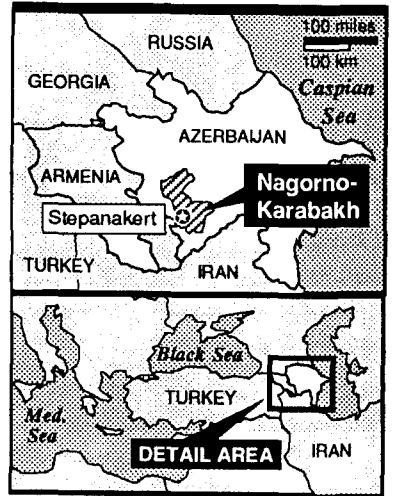 100 miles
100 km
RUSSIA
GEORGIA
Caspian
Sea
AZERBAIJAN
ARMENIA
Nagorno-
Karabakh
Stepanakert
TURKEY
IRAN
Black Sea
TURKEY
Med.
Sea
IRAN
DETAIL AREA